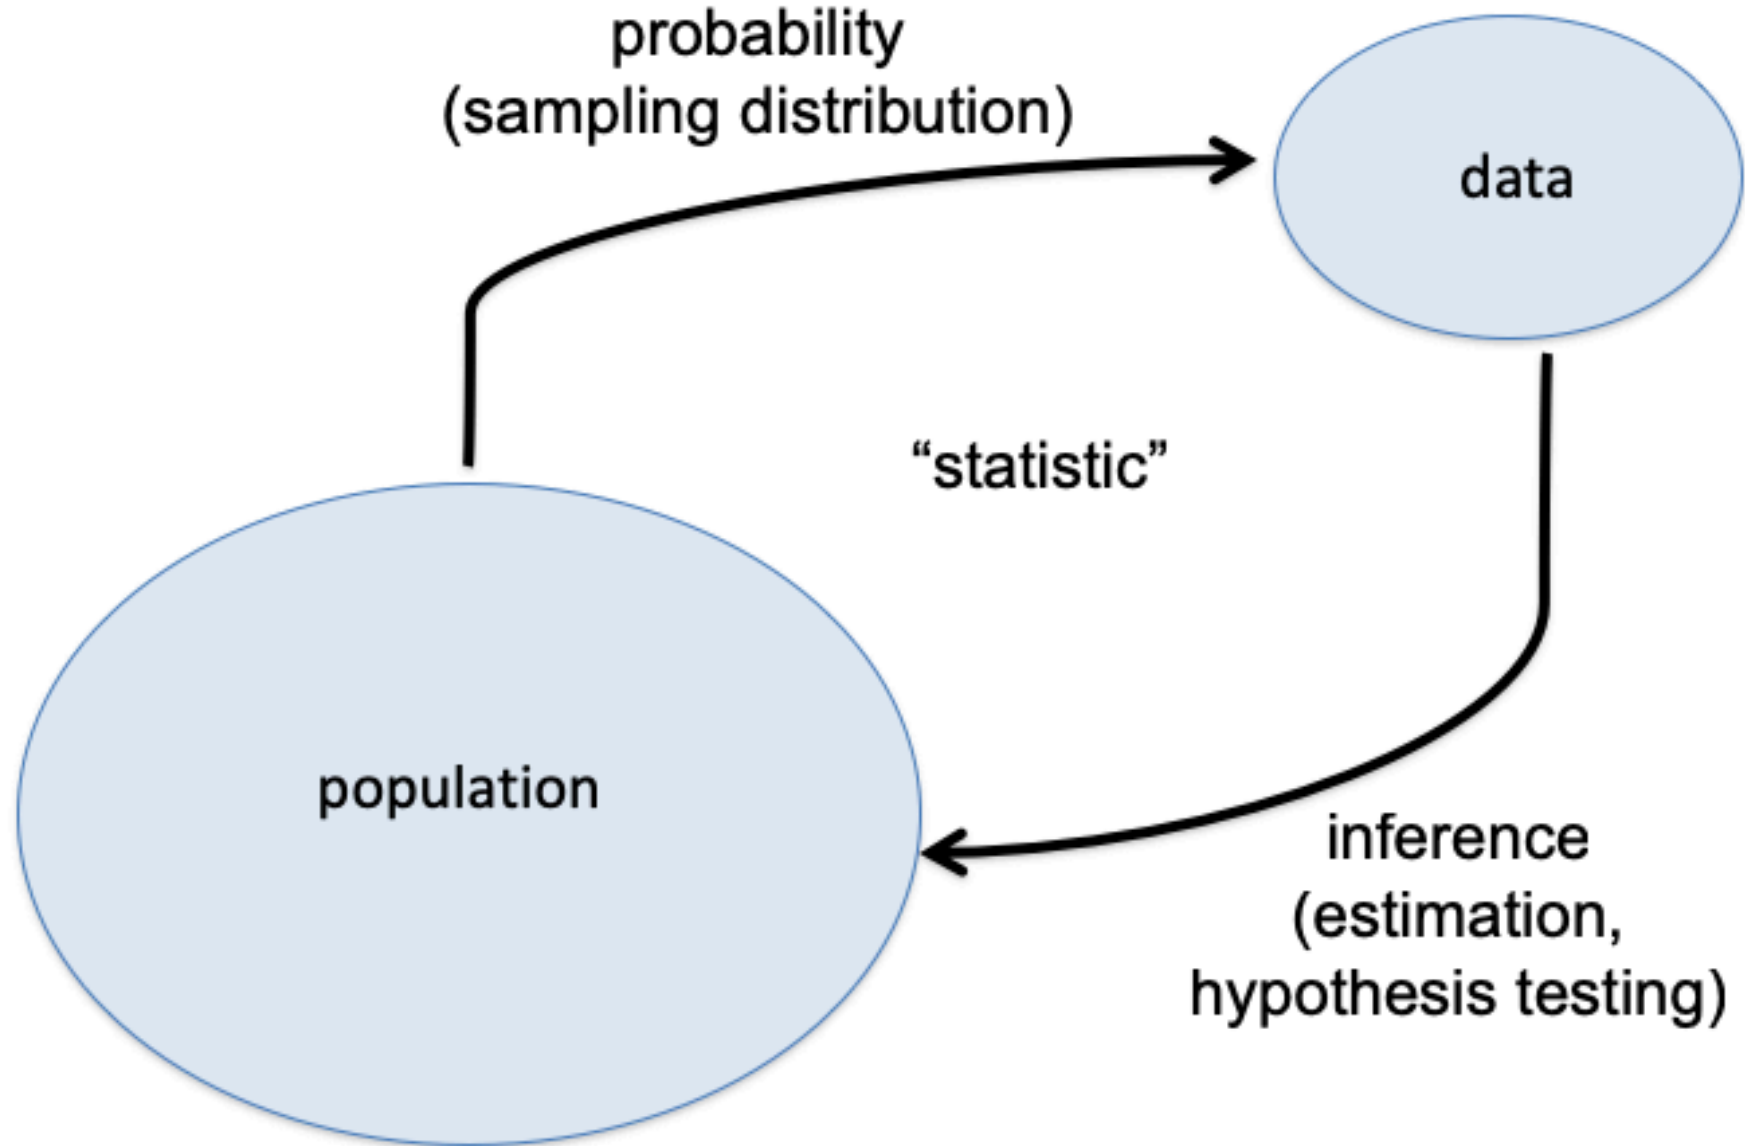 probability
(sampling distribution)
data
“statistic”
population
inference
(estimation,
hypothesis testing)